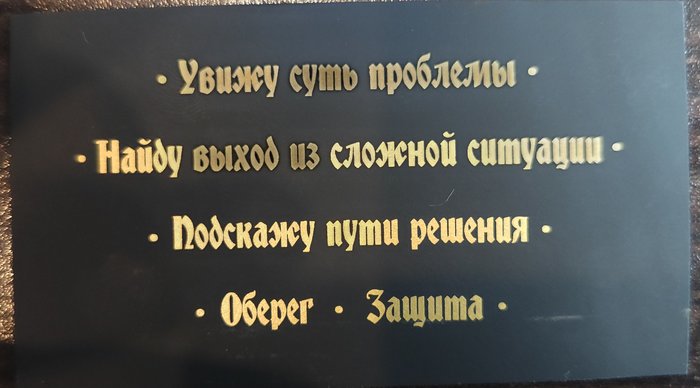 · Увижу суть проблемы ·
· Найду выход из сложной ситуации ·
· Подскажу пути решения ·
· Оберег · Защита ·